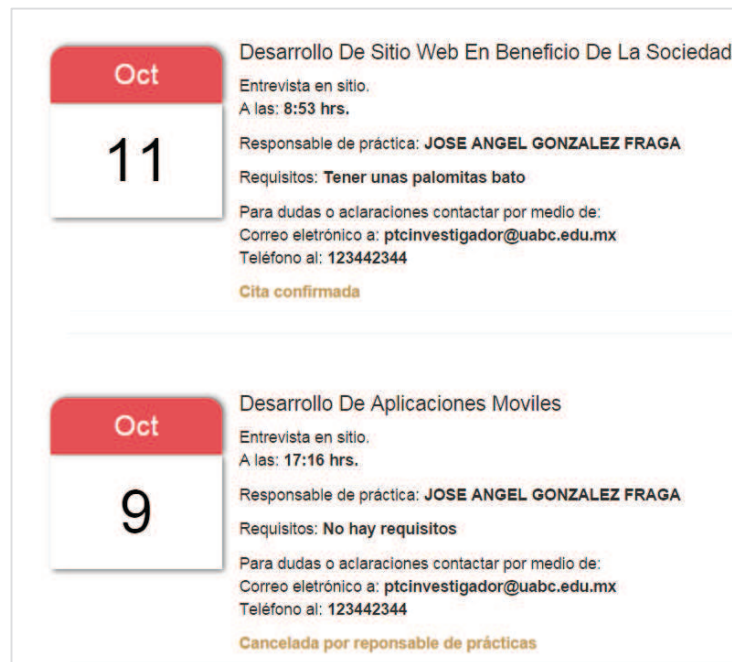 Oct
11
Desarrollo De Sitio Web En Beneficio De La Sociedad
Entrevista en sitio.
A las: 8:53 hrs.
Responsable de práctica: JOSE ANGEL GONZALEZ FRAGA
Requisitos: Tener unas palomitas bato
Para dudas o aclaraciones contactar por medio de:
Correo eletrónico a: ptcinvestigador@uabc.edu.mx
Teléfono al: 123442344
Cita confirmada
Oct
9
Desarrollo De Aplicaciones Moviles
Entrevista en sitio.
A las: 17:16 hrs.
Responsable de práctica: JOSE ANGEL GONZALEZ FRAGA
Requisitos: No hay requisitos
Para dudas o aclaraciones contactar por medio de:
Correo eletrónico a: ptcinvestigador@uabc.edu.mx
Teléfono al: 123442344
Cancelada por reponsable de prácticas